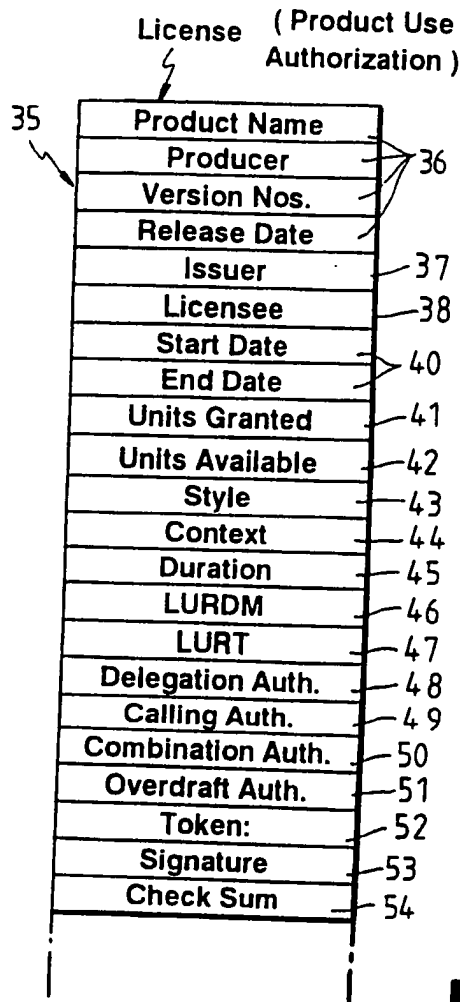 License ( Product Use
Authorization )
35
Product Name
Producer 36
Version Nos.
Release Date
Issuer 37
Licensee 38
Start Date
40
End Date
Units Granted 41
Units Available 42
Style 43
Context 44
Duration 45
LURDM 46
LURT 47
Delegation Auth. 48
Calling Auth. 49
Combination Auth. 50
Overdraft Auth. 51
Token: 52
Signature 53
Check Sum 54